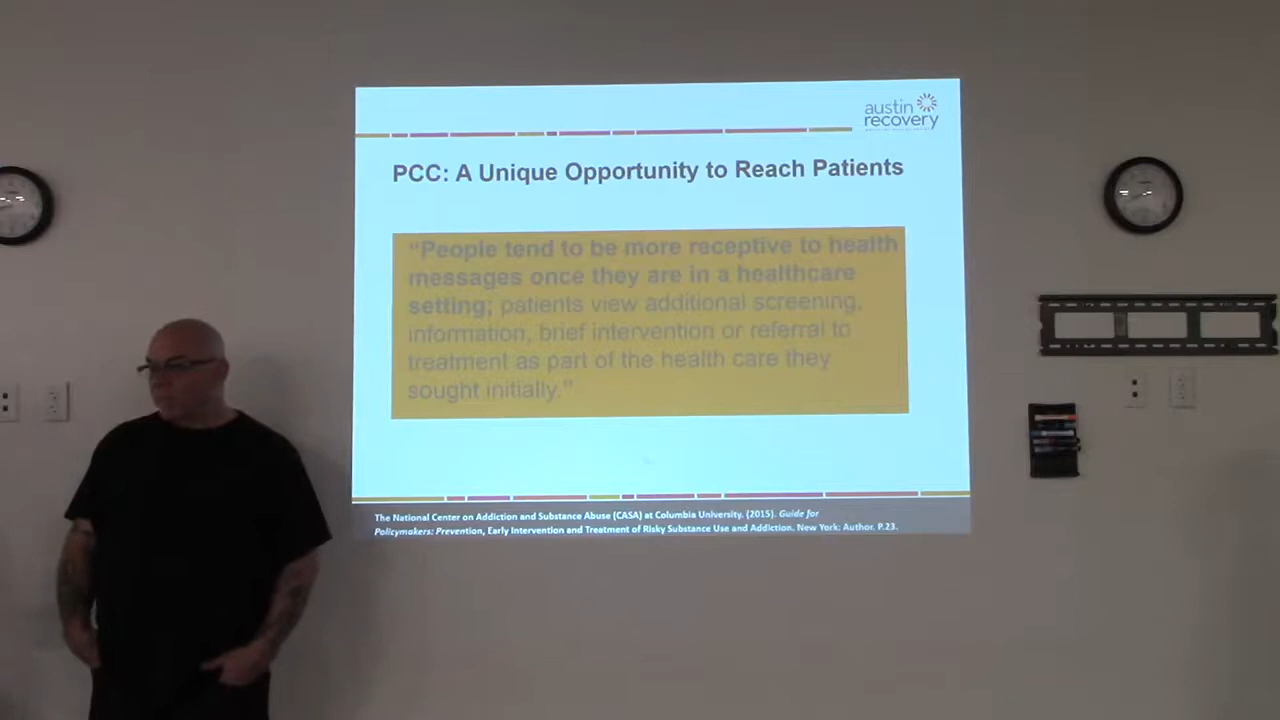 austin
recovery
PCC: A Unique Opportunity to Reach Patients
“People tend to be more receptive to health
messages once they are in a healthcare
setting; patients view additional screening,
information, brief intervention or referral to
treatment as part of the health care they
sought initially.”
The National Center on Addiction and Substance Abuse (CASA) at Columbia University. (2015). Guide for
Policymakers: Prevention, Early Intervention and Treatment of Risky Substance Use and Addiction. New York: Author. P.23.